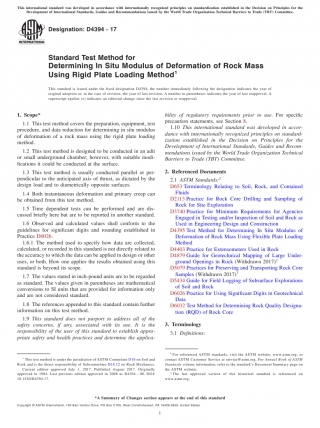 This international standard was developed in accordance with internationally recognized principles on standardization established in the Decision on Principles for the
Development of International Standards, Guides and Recommendations issued by the World Trade Organization Technical Barriers to Trade (TBT) Committee.
Designation: D4394 − 17
INTERNATIONAL
Standard Test Method for
Determining In Situ Modulus of Deformation of Rock Mass
Using Rigid Plate Loading Method1
This standard is issued under the fixed designation D4394; the number immediately following the designation indicates the year of
original adoption or, in the case of revision, the year of last revision. A number in parentheses indicates the year of last reapproval. A
superscript epsilon (´) indicates an editorial change since the last revision or reapproval.
1. Scope*
1.1 This test method covers the preparation, equipment, test
procedure, and data reduction for determining in situ modulus
of deformation of a rock mass using the rigid plate loading
method.
1.2 This test method is designed to be conducted in an adit
or small underground chamber; however, with suitable modi-
fications it could be conducted at the surface.
1.3 This test method is usually conducted parallel or per-
pendicular to the anticipated axis of thrust, as dictated by the
design load and to diametrically opposite surfaces.
1.4 Both instantaneous deformation and primary creep can
be obtained from this test method.
1.5 Time dependent tests can be performed and are dis-
cussed briefly here but are to be reported in another standard.
1.6 Observed and calculated values shall conform to the
guidelines for significant digits and rounding established in
Practice D6026.
1.6.1 The method used to specify how data are collected,
calculated, or recorded in this standard is not directly related to
the accuracy to which the data can be applied in design or other
uses, or both. How one applies the results obtained using this
standard is beyond its scope.
1.7 The values stated in inch-pound units are to be regarded
as standard. The values given in parentheses are mathematical
conversions to SI units that are provided for information only
and are not considered standard.
1.8 The references appended to this standard contain further
information on this test method.
1.9 This standard does not purport to address all of the
safety concerns, if any, associated with its use. It is the
responsibility of the user of this standard to establish appro-
priate safety and health practices and determine the applica-
bility of regulatory requirements prior to use. For specific
precaution statements, see Section 8.
1.10 This international standard was developed in accor-
dance with internationally recognized principles on standard-
ization established in the Decision on Principles for the
Development of International Standards, Guides and Recom-
mendations issued by the World Trade Organization Technical
Barriers to Trade (TBT) Committee.
2. Referenced Documents
2.1 ASTM Standards:2
D653 Terminology Relating to Soil, Rock, and Contained
Fluids
D2113 Practice for Rock Core Drilling and Sampling of
Rock for Site Exploration
D3740 Practice for Minimum Requirements for Agencies
Engaged in Testing and/or Inspection of Soil and Rock as
Used in Engineering Design and Construction
D4395 Test Method for Determining In Situ Modulus of
Deformation of Rock Mass Using Flexible Plate Loading
Method
D4403 Practice for Extensometers Used in Rock
D4879 Guide for Geotechnical Mapping of Large Under-
ground Openings in Rock (Withdrawn 2017)3
D5079 Practices for Preserving and Transporting Rock Core
Samples (Withdrawn 2017)3
D5434 Guide for Field Logging of Subsurface Explorations
of Soil and Rock
D6026 Practice for Using Significant Digits in Geotechnical
Data
D6032 Test Method for Determining Rock Quality Designa-
tion (RQD) of Rock Core
3. Terminology
3.1 Definitions:
1 This test method is under the jurisdiction of ASTM Committee D18 on Soil and
Rock and is the direct responsibility of Subcommittee D18.12 on Rock Mechanics.
Current edition approved July 1, 2017. Published August 2017. Originally
approved in 1984. Last previous edition approved in 2008 as D4394 – 08. DOI:
10.1520/D4394-17.
2 For referenced ASTM standards, visit the ASTM website, www.astm.org, or
contact ASTM Customer Service at service@astm.org. For Annual Book of ASTM
Standards volume information, refer to the standard's Document Summary page on
the ASTM website.
3 The last approved version of this historical standard is referenced on
www.astm.org.
*A Summary of Changes section appears at the end of this standard
Copyright © ASTM International, 100 Barr Harbor Drive, PO Box C700, West Conshohocken, PA 19428-2959. United States
1